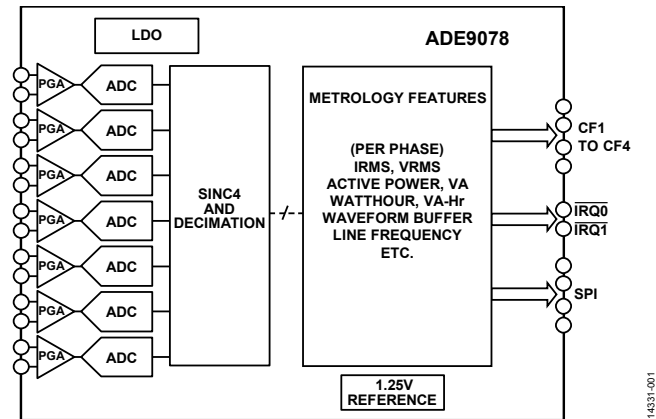 LDO
ADE9078
PGA
ADC
PGA
ADC
PGA
ADC
PGA
ADC
PGA
ADC
PGA
ADC
PGA
ADC
SINC4
AND
DECIMATION
METROLOGY FEATURES
(PER PHASE)
IRMS, VRMS
ACTIVE POWER, VA
WATTHOUR, VA-Hr
WAVEFORM BUFFER
LINE FREQUENCY
ETC.
CF1
TO CF4
IRQ0
IRQ1
SPI
1.25V
REFERENCE
14331-001